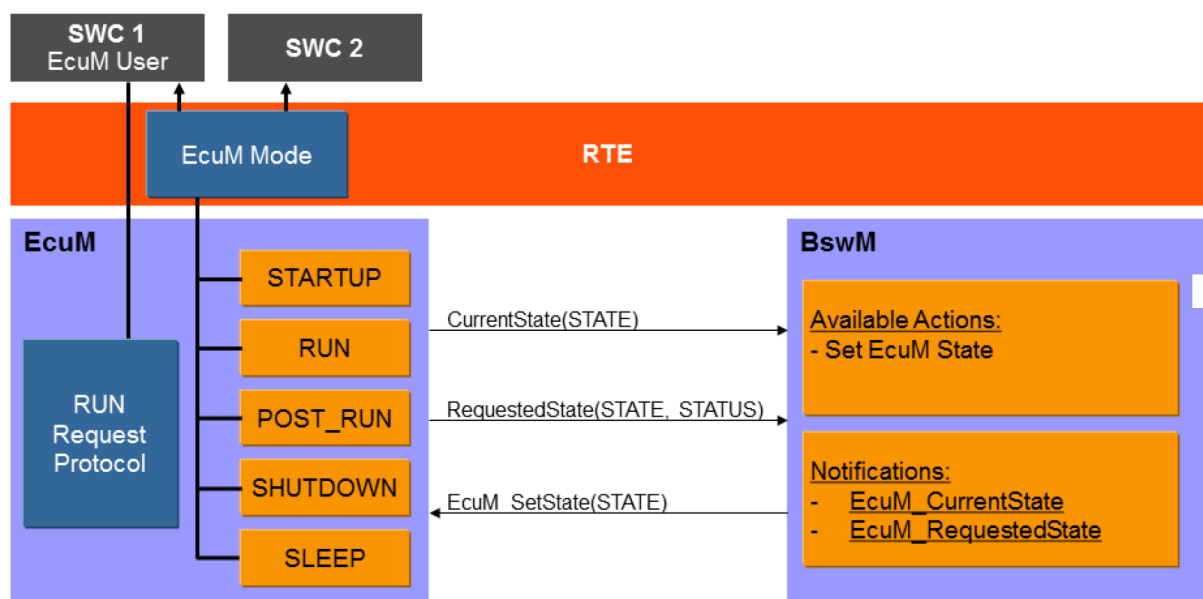 SWC 1
EcuM User
SWC 2
EcuM Mode
RTE
EcuM
STARTUP
RUN
POST_RUN
SHUTDOWN
SLEEP
RUN
Request
Protocol
CurrentState(STATE)
RequestedState(STATE, STATUS)
EcuM_SetState(STATE)
BswM
Available Actions:
- Set EcuM State
Notifications:
- EcuM_CurrentState
- EcuM_RequestedState